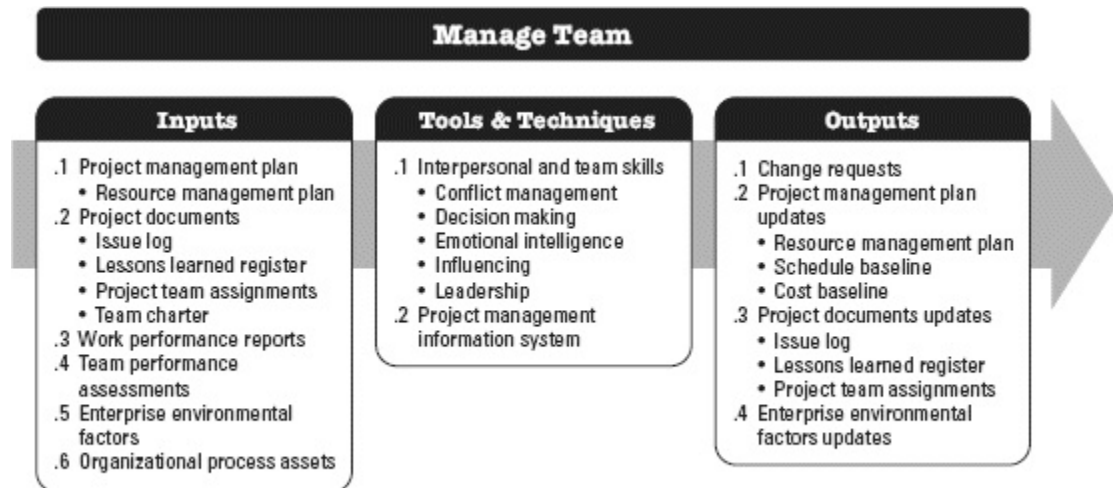 Manage Team
Inputs
.1 Project management plan
• Resource management plan
.2 Project documents
• Issue log
• Lessons learned register
• Project team assignments
• Team charter
.3 Work performance reports
.4 Team performance
assessments
.5 Enterprise environmental
factors
.6 Organizational process assets
Tools & Techniques
.1 Interpersonal and team skills
• Conflict management
• Decision making
• Emotional intelligence
• Influencing
• Leadership
.2 Project management
information system
Outputs
.1 Change requests
.2 Project management plan
updates
• Resource management plan
• Schedule baseline
• Cost baseline
.3 Project documents updates
• Issue log
• Lessons learned register
• Project team assignments
.4 Enterprise environmental
factors updates